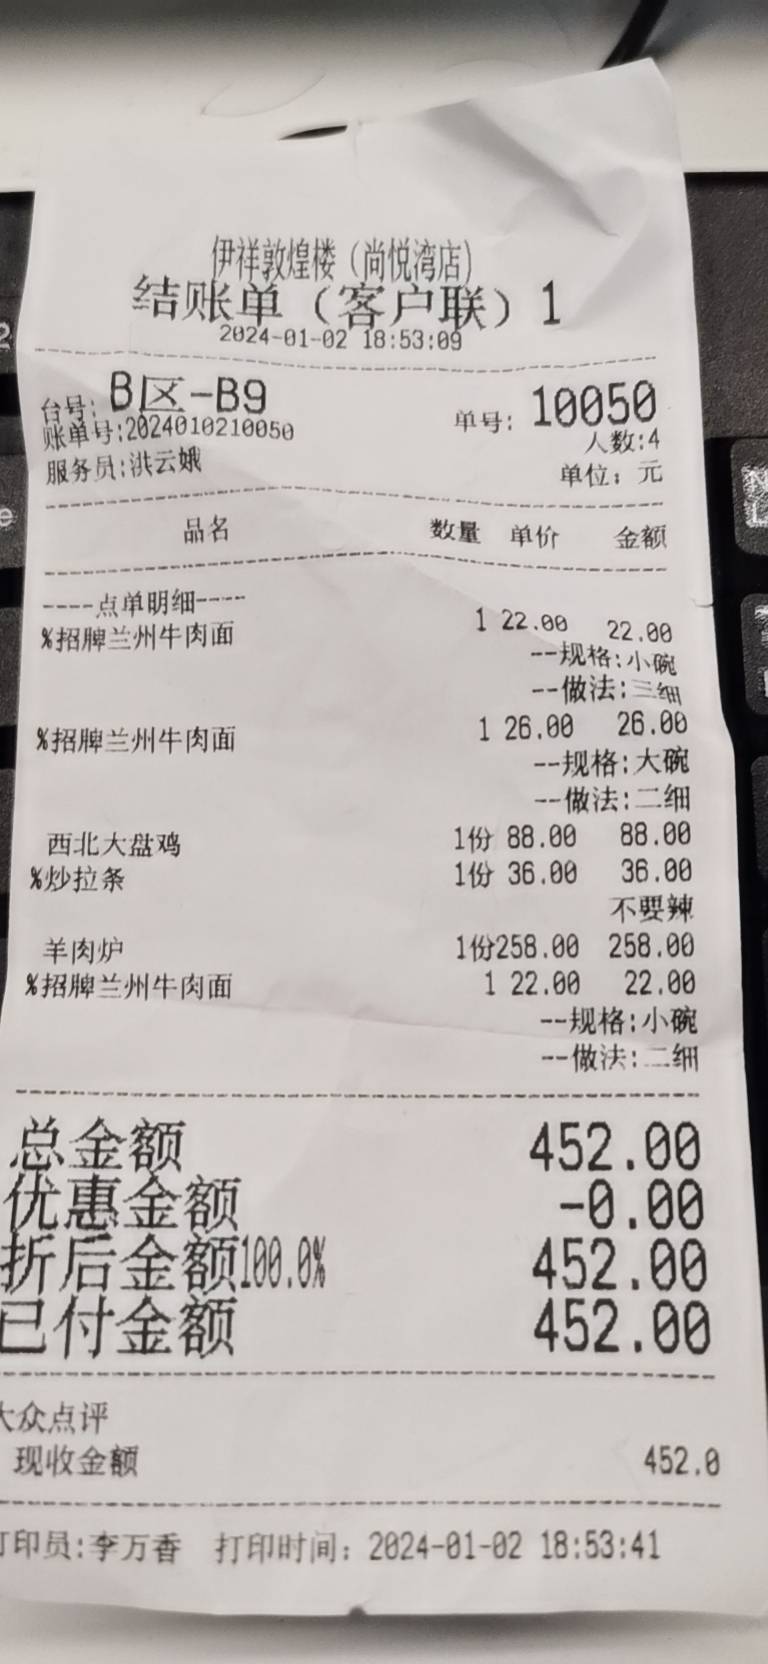 伊祥敦煌楼（尚悦湾店）
结账单（客户联）1
2024-01-02 18:53:09
台号: B区-B9 单号: 10050
账单号:2024010210050 人数:4
服务员:洪云娥 单位: 元
品名 数量 单价 金额
----点单明细----
%招牌兰州牛肉面 1 22.00 22.00
--规格:小碗
--做法:三细
%招牌兰州牛肉面 1 26.00 26.00
--规格:大碗
--做法:二细
西北大盘鸡 1份 88.00 88.00
%炒拉条 1份 36.00 36.00
不要辣
羊肉炉 1份258.00 258.00
%招牌兰州牛肉面 1 22.00 22.00
--规格:小碗
--做法:二细
总金额 452.00
优惠金额 -0.00
折后金额100.0% 452.00
已付金额 452.00
大众点评
现收金额 452.0
打印员:李万香 打印时间: 2024-01-02 18:53:41